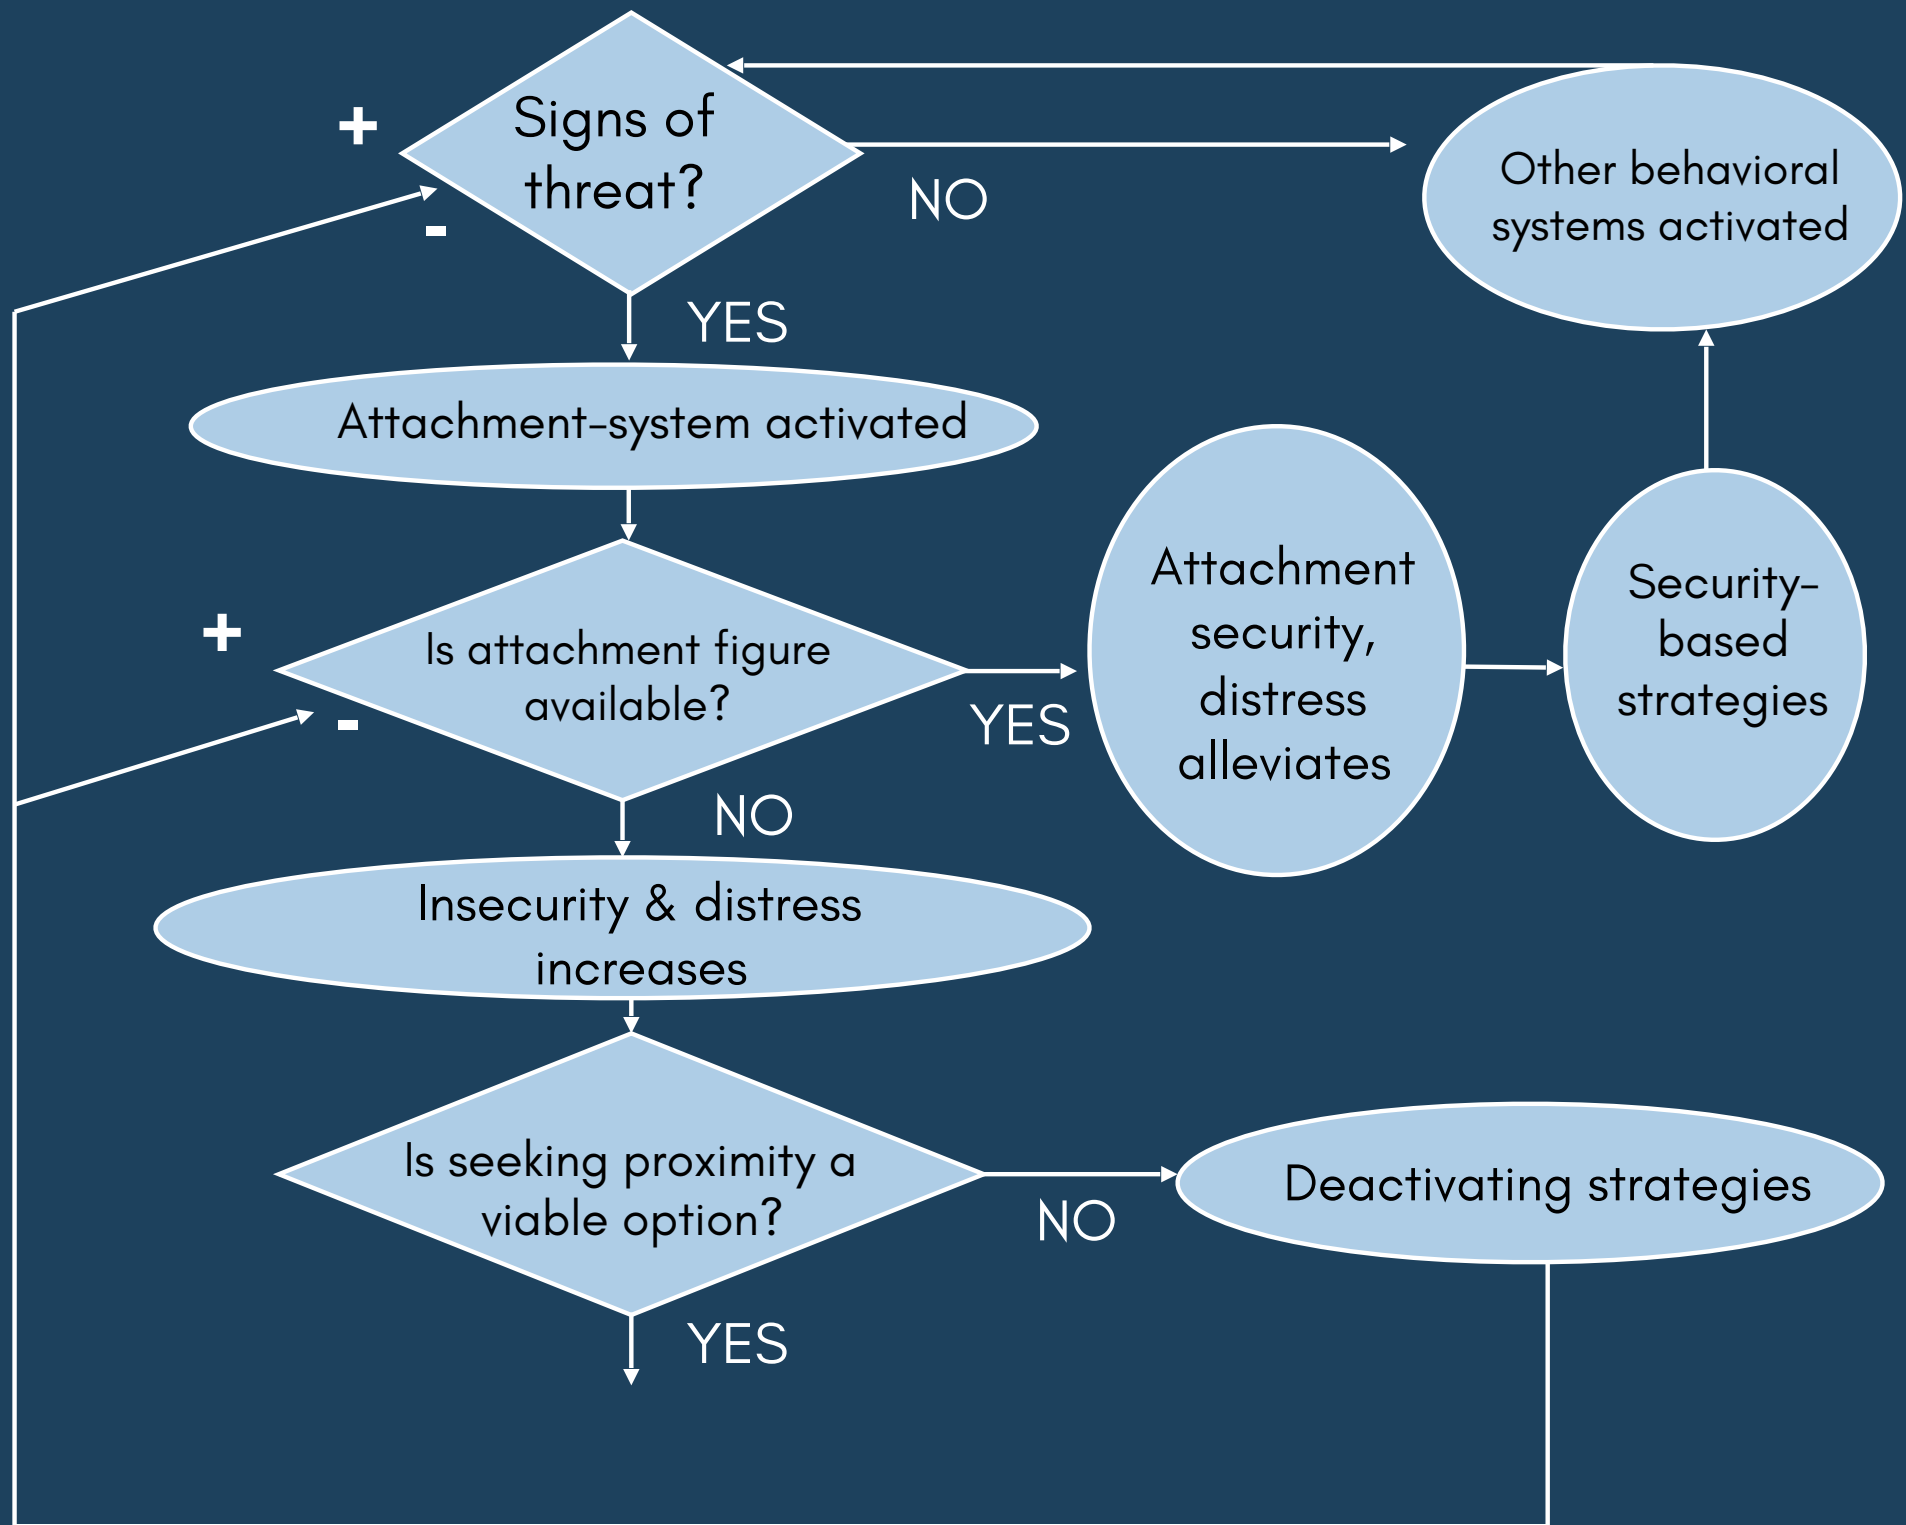 +
Signs of
threat?
-
NO
Other behavioral
systems activated
YES
Attachment-system activated
+
Is attachment figure
available?
-
YES
Attachment
security,
distress
alleviates
Security-
based
strategies
NO
Insecurity & distress
increases
Is seeking proximity a
viable option?
NO
Deactivating strategies
YES